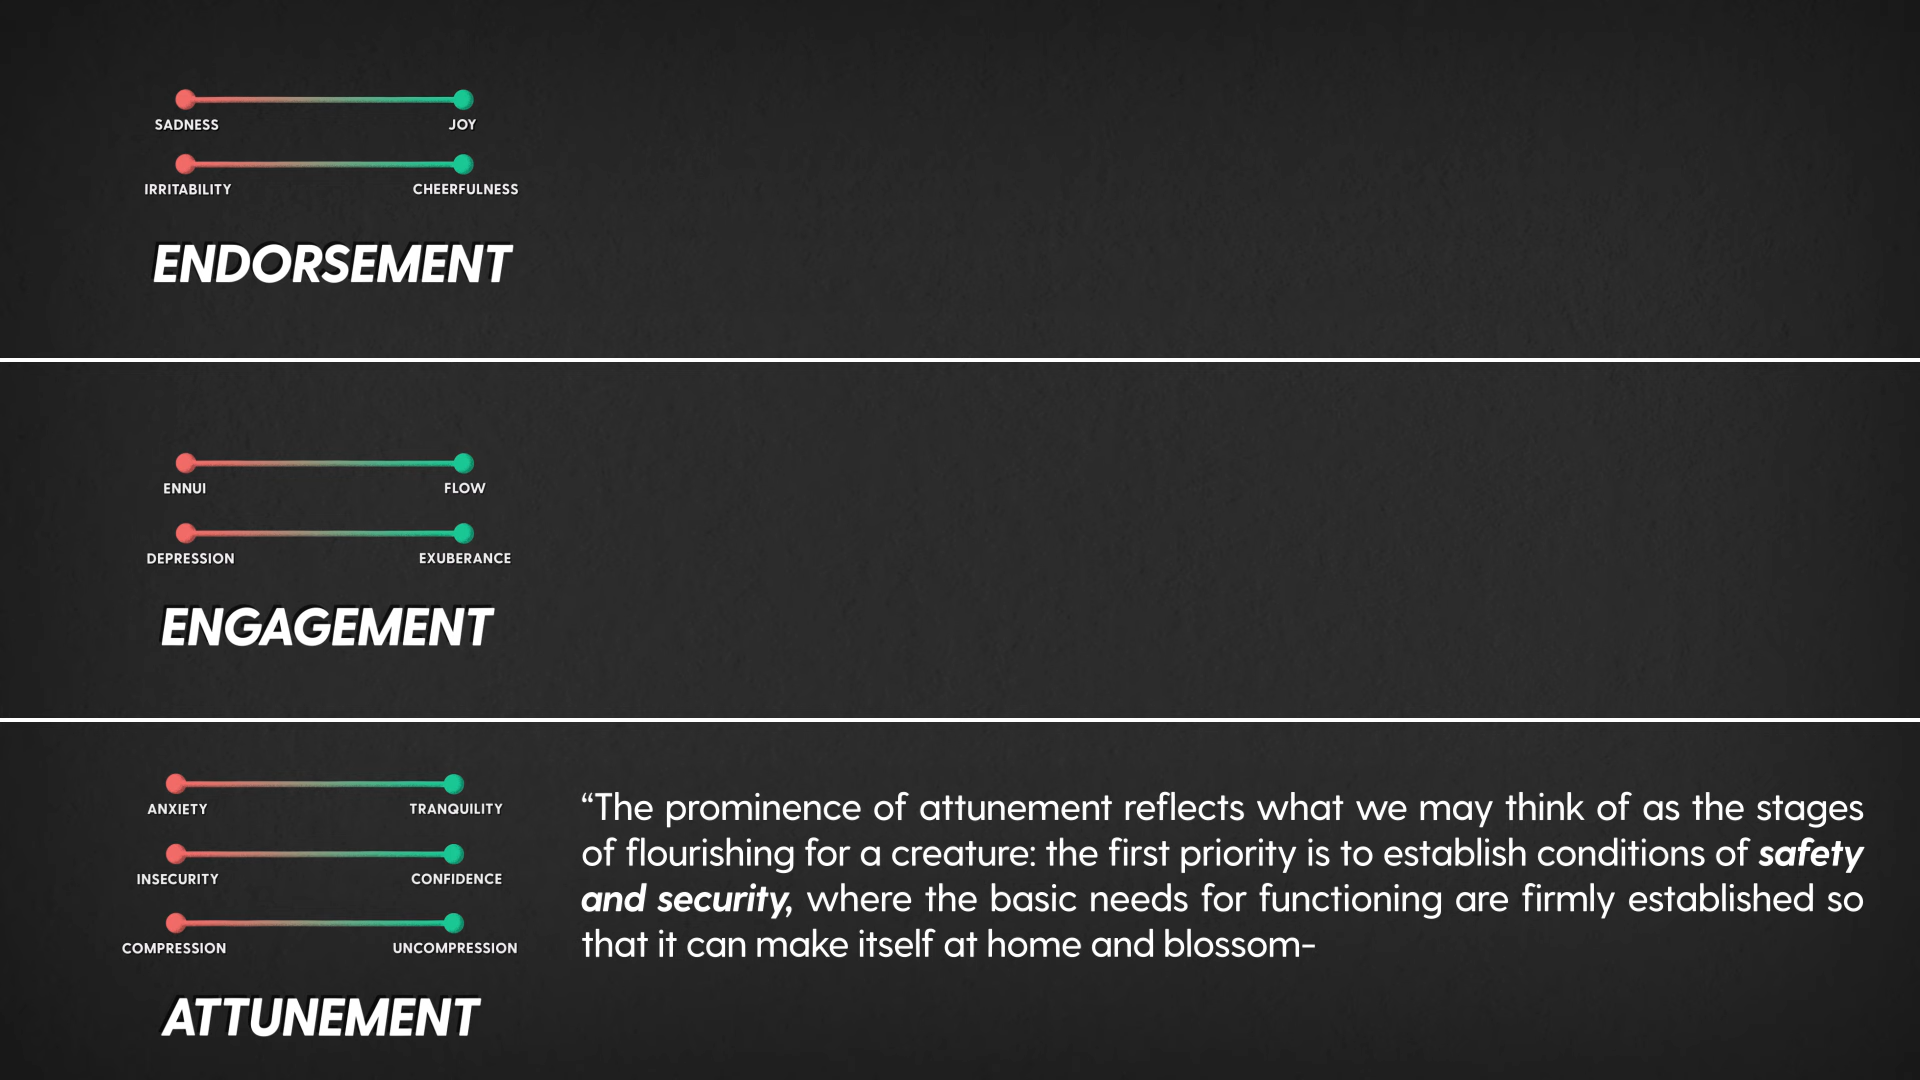 SADNESS JOY
IRRITABILITY CHEERFULNESS
ENDORSEMENT
ENNUI FLOW
DEPRESSION EXUBERANCE
ENGAGEMENT
ANXIETY TRANQUILITY
INSECURITY CONFIDENCE
COMPRESSION UNCOMPRESSION
ATTUNEMENT
“The prominence of attunement reflects what we may think of as the stages
of flourishing for a creature: the first priority is to establish conditions of safety
and security, where the basic needs for functioning are firmly established so
that it can make itself at home and blossom-